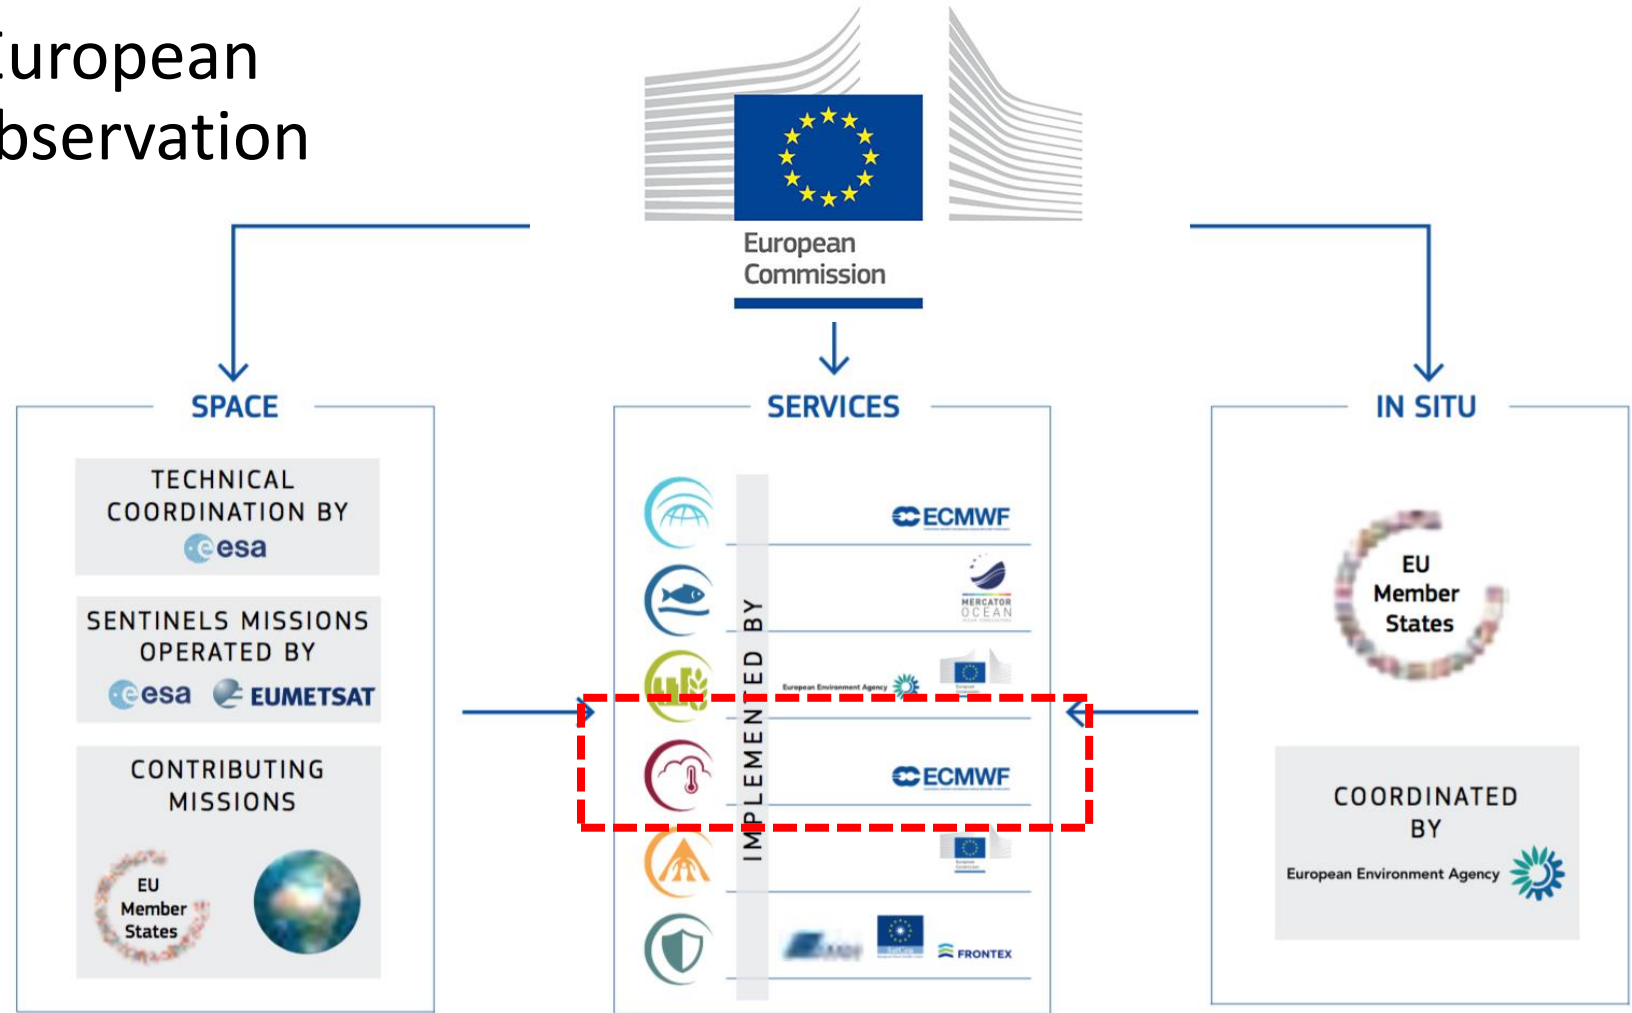 European
bservation
European
Commission
SPACE
TECHNICAL
COORDINATION BY
esa
SENTINELS MISSIONS
OPERATED BY
esa EUMETSAT
CONTRIBUTING
MISSIONS
EU
Member
States
SERVICES
IMPLEMENTED BY
ECMWF
MERCATOR
OCEAN
European Environment Agency
ECMWF
FRONTEX
IN SITU
EU
Member
States
COORDINATED
BY
European Environment Agency